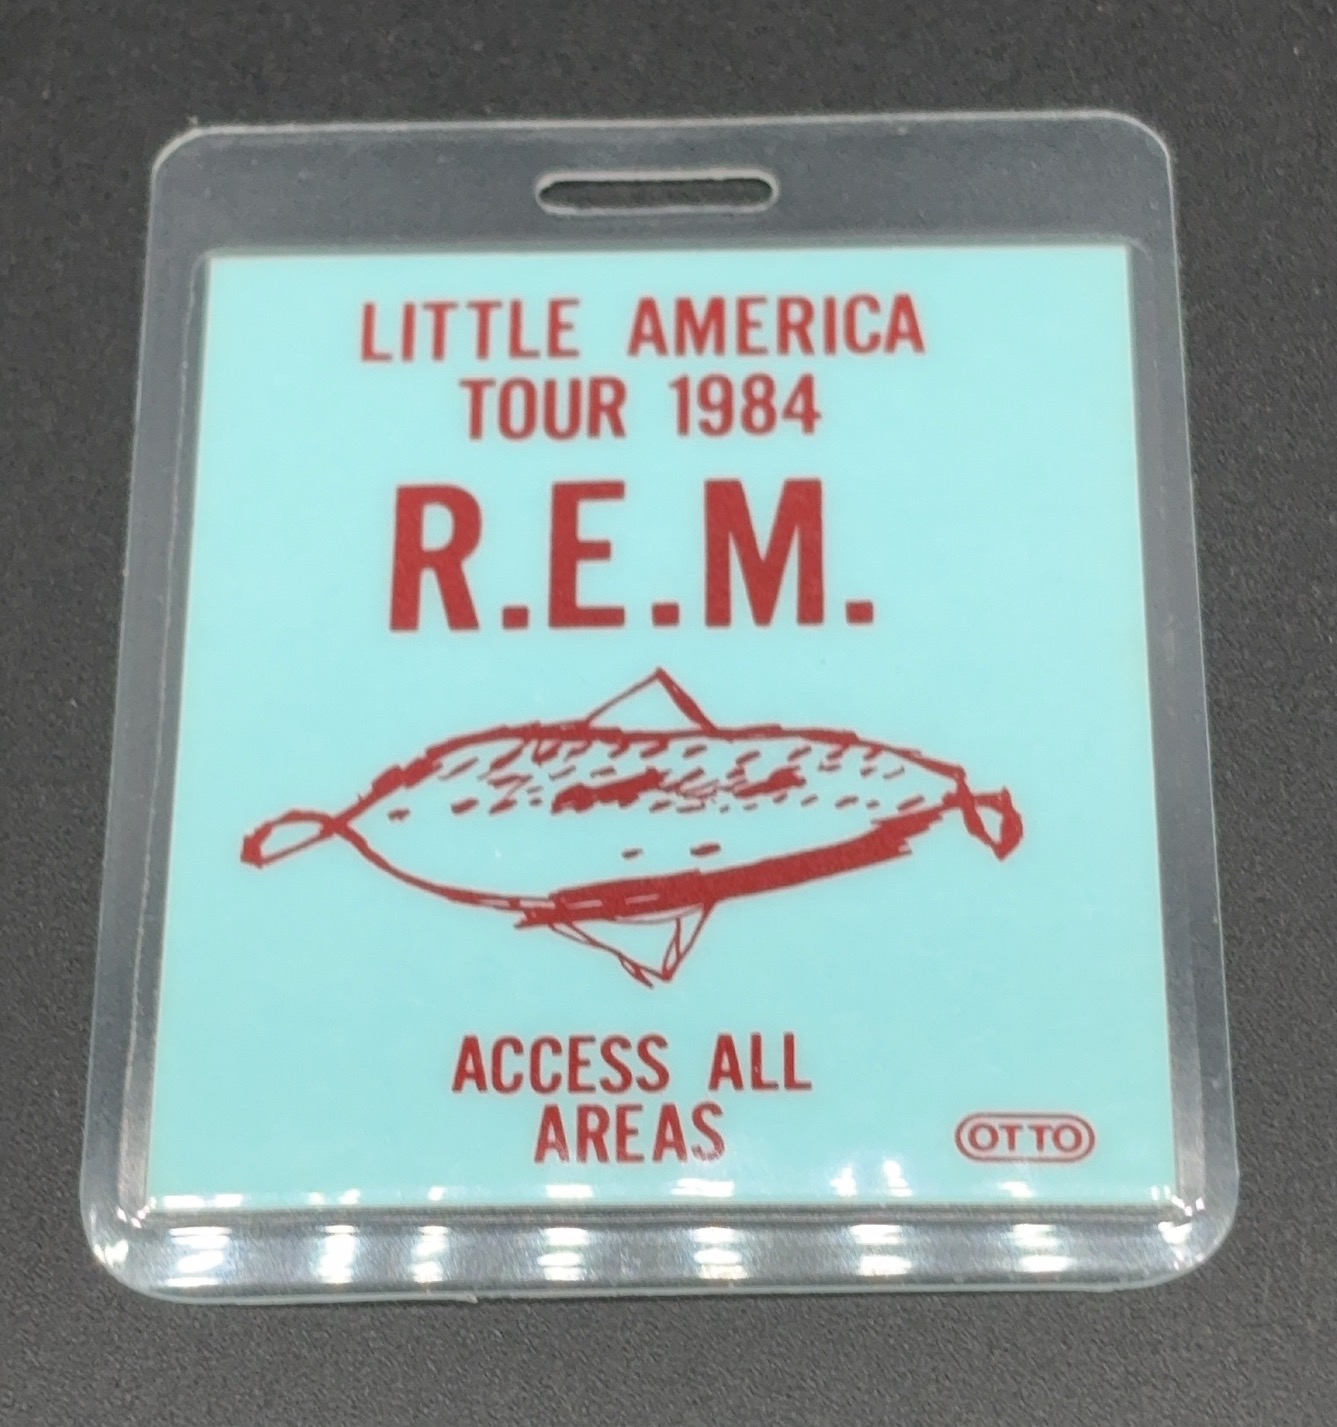 LITTLE AMERICA
TOUR 1984
R.E.M.
ACCESS ALL
AREAS
OTTO